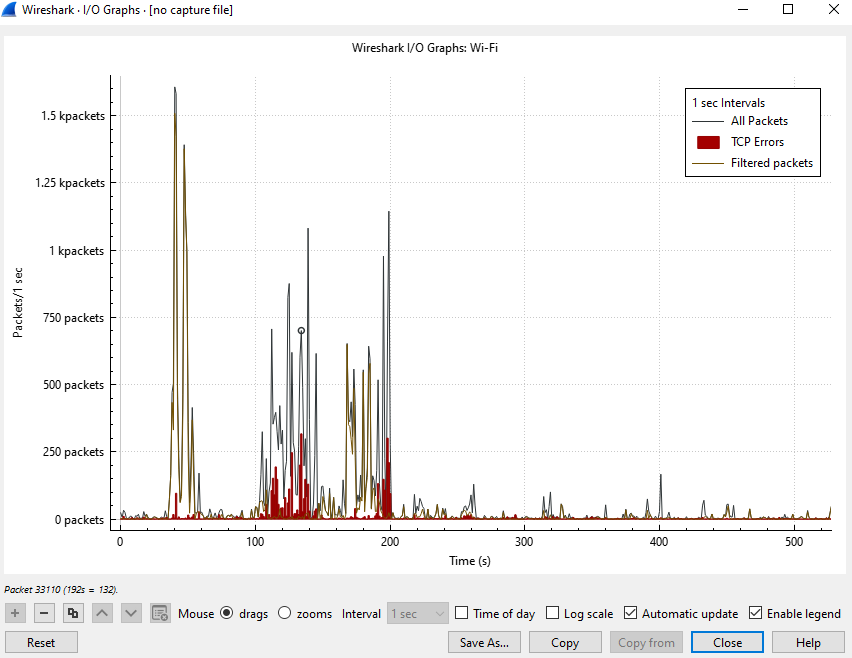 Wireshark · I/O Graphs · [no capture file]
Wireshark I/O Graphs: Wi-Fi
1 sec Intervals
All Packets
TCP Errors
Filtered packets
1.5 kpackets
1.25 kpackets
1 kpackets
750 packets
500 packets
250 packets
0 packets
Packets/1 sec
0 100 200 300 400 500
Time (s)
Packet 33110 (192s = 132).
Mouse drags zooms Interval 1 sec Time of day Log scale Automatic update Enable legend
Reset Save As... Copy Copy from Close Help